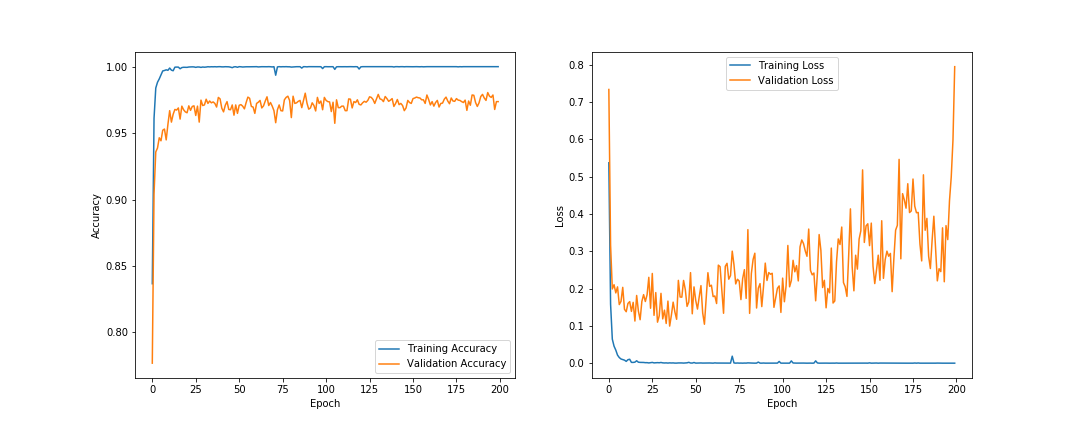 1.00
0.95
0.90
0.85
0.80
Accuracy
0 25 50 75 100 125 150 175 200
Epoch
Training Accuracy
Validation Accuracy
0.8
0.7
0.6
0.5
0.4
0.3
0.2
0.1
0.0
Loss
0 25 50 75 100 125 150 175 200
Epoch
Training Loss
Validation Loss